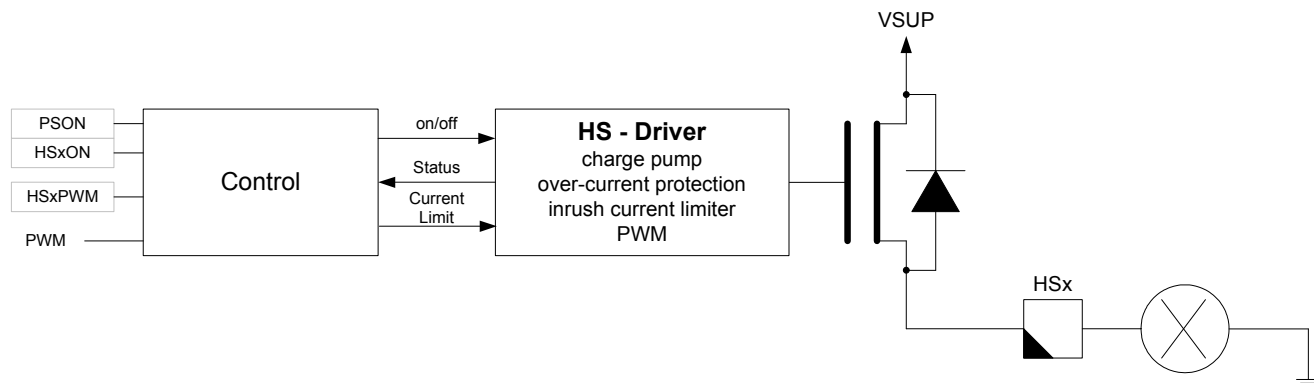 VSUP
PSON
HSxON
HSxPWM
PWM
Control
on/off
Status
Current
Limit
HS - Driver
charge pump
over-current protection
inrush current limiter
PWM
HSx